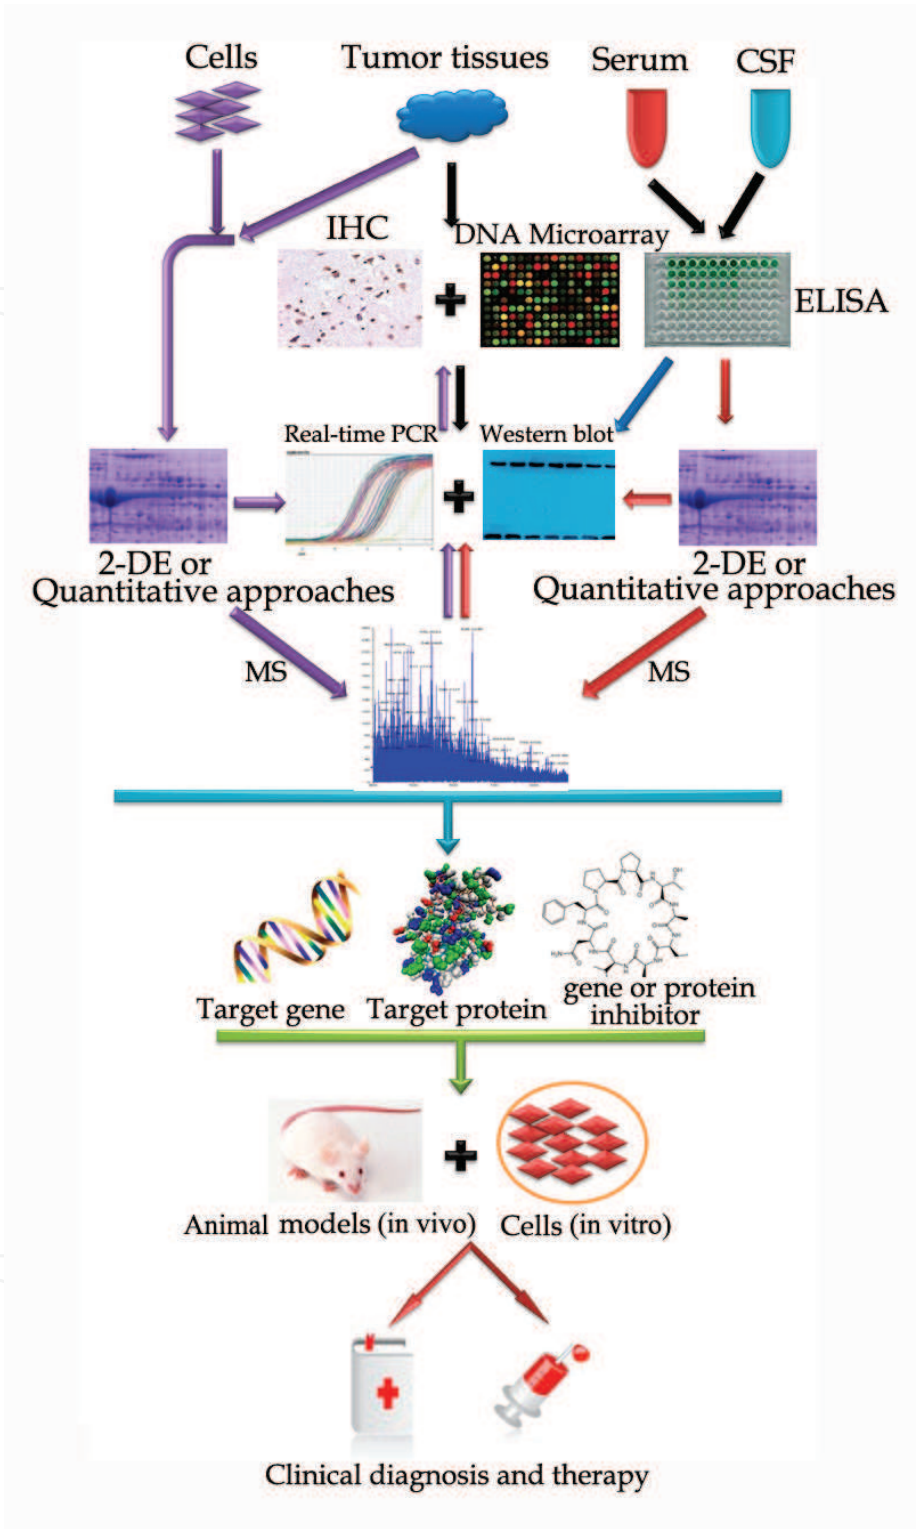 Cells
Tumor tissues
Serum
CSF
IHC
DNA Microarray
ELISA
Real-time PCR
Western blot
2-DE or
Quantitative approaches
2-DE or
Quantitative approaches
MS
MS
Target gene
Target protein
gene or protein
inhibitor
Animal models (in vivo)
Cells (in vitro)
Clinical diagnosis and therapy